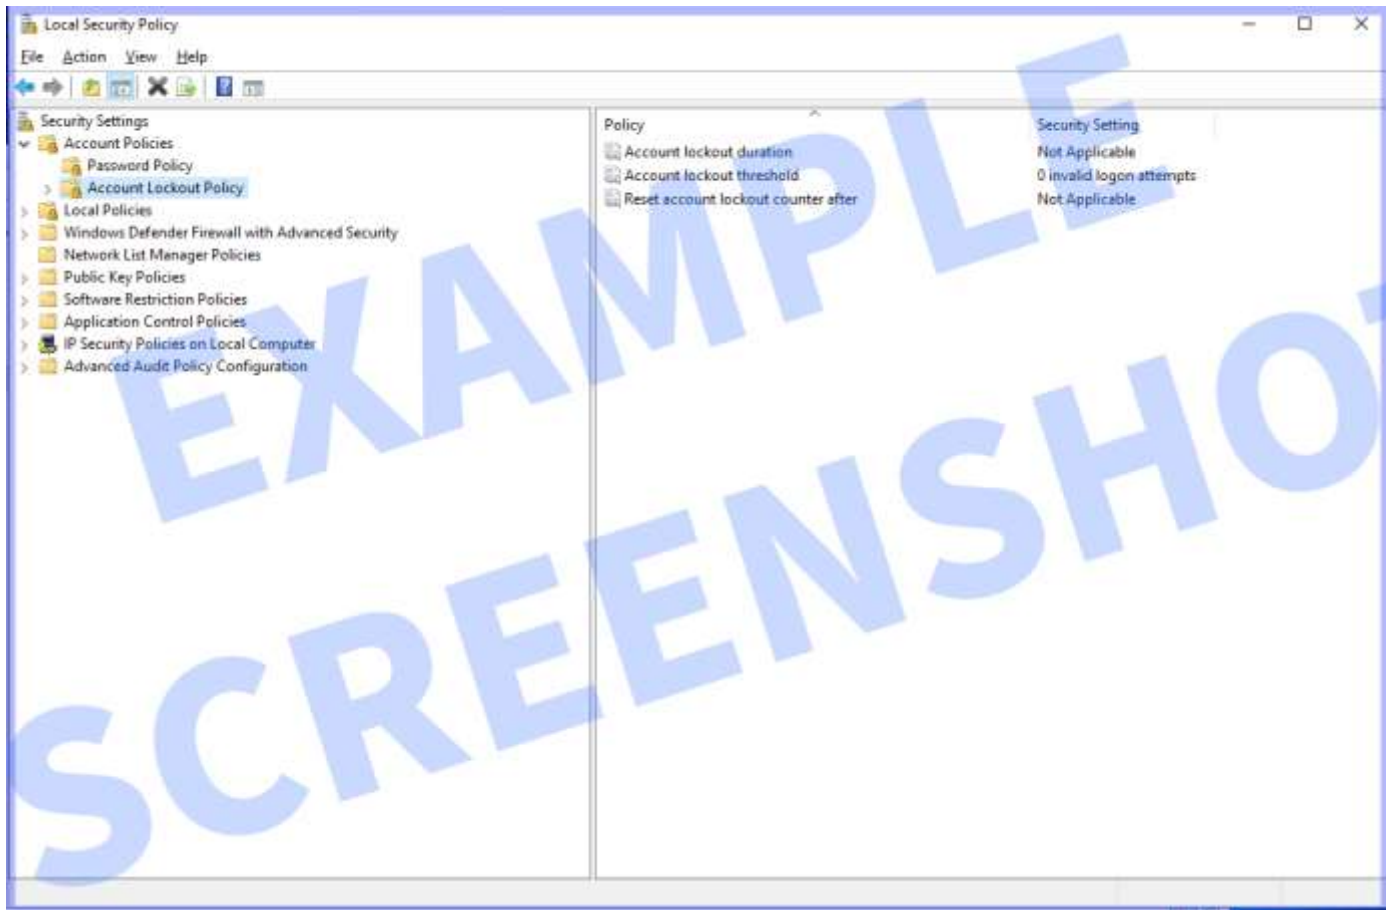 Local Security Policy
File Action View Help
Security Settings
Account Policies
Password Policy
Account Lockout Policy
Local Policies
Windows Defender Firewall with Advanced Security
Network List Manager Policies
Public Key Policies
Software Restriction Policies
Application Control Policies
IP Security Policies on Local Computer
Advanced Audit Policy Configuration
Policy Security Setting
Account lockout duration Not Applicable
Account lockout threshold 0 invalid logon attempts
Reset account lockout counter after Not Applicable
EXAMPLE
SCREENSHOT